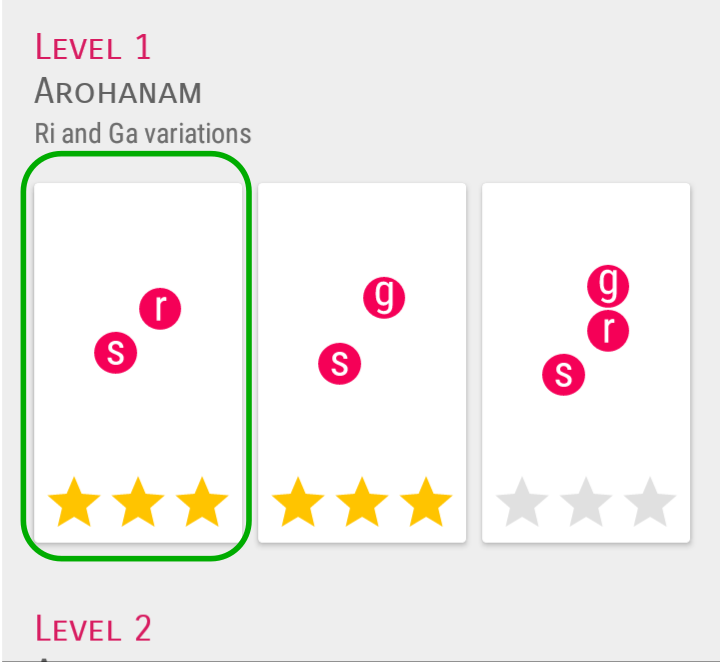 Level 1
Arohanam
Ri and Ga variations
r
s
g
s
g
r
s
Level 2